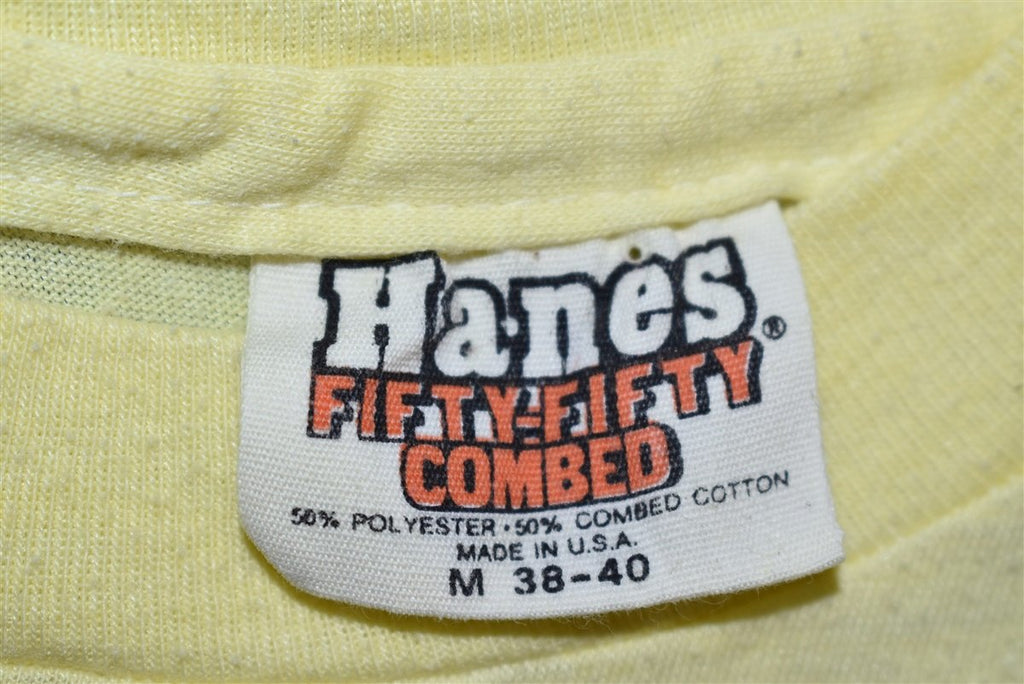 Hanes®
FIFTY-FIFTY
COMBED
50% POLYESTER • 50% COMBED COTTON
MADE IN U.S.A.
M 38-40